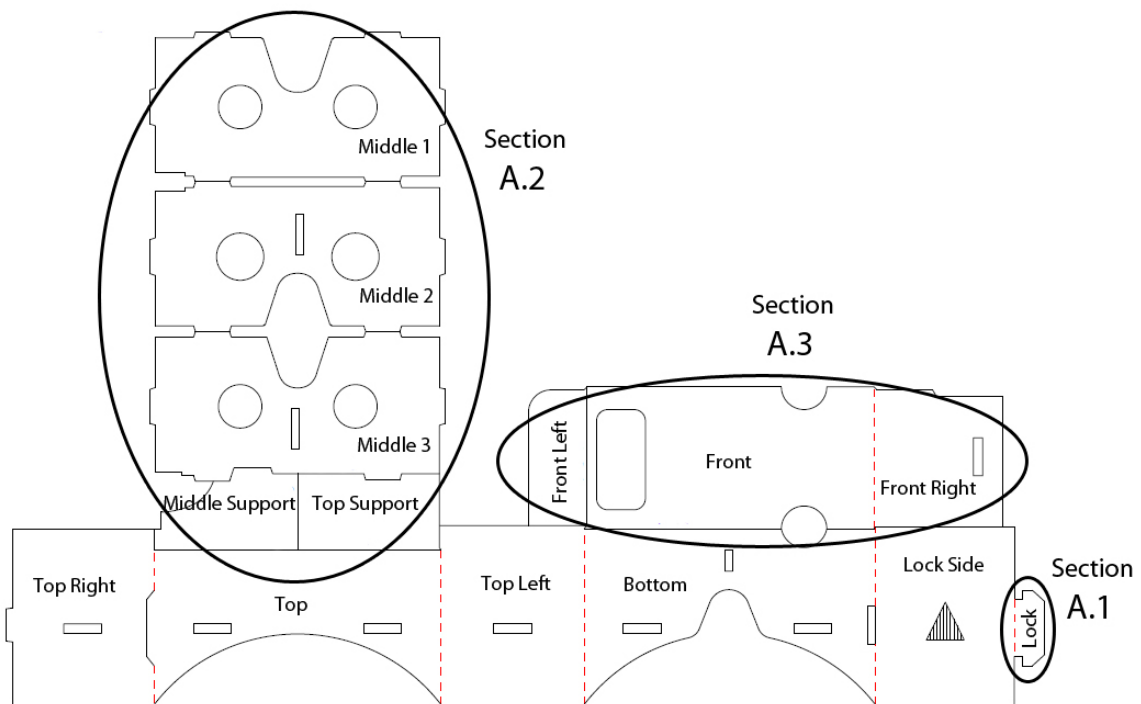 Middle 1
Section
A.2
Middle 2
Section
A.3
Middle 3
Front Left
Front
Front Right
Middle Support
Top Support
Top Right
Top
Top Left
Bottom
Lock Side
Section
A.1
Lock